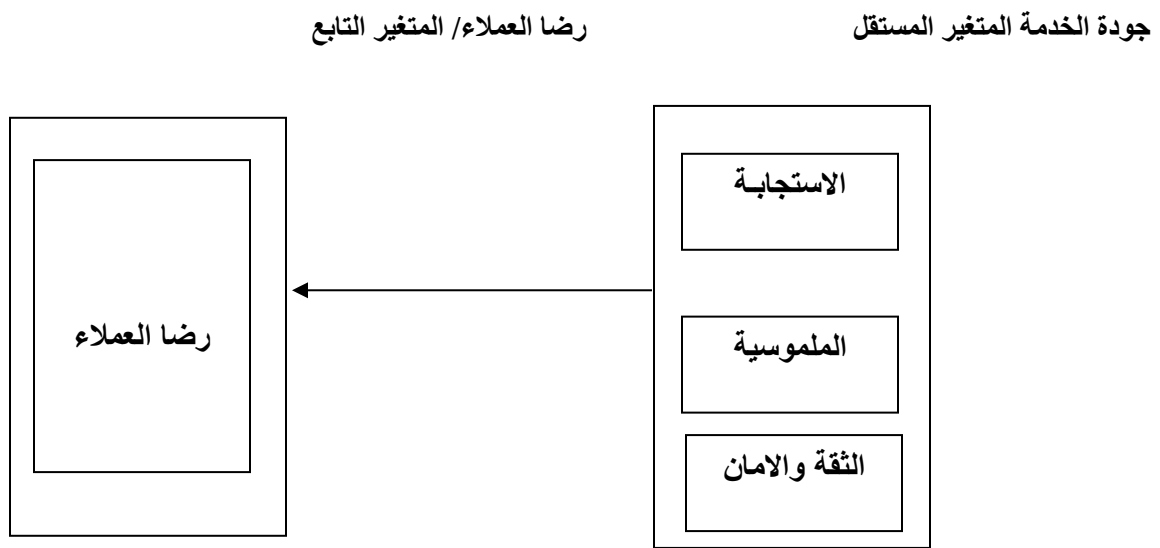 جودة الخدمة المتغير المستقل
رضا العملاء/ المتغير التابع
الاستجابـة
الملموسية
الثقة والامان
رضا العملاء